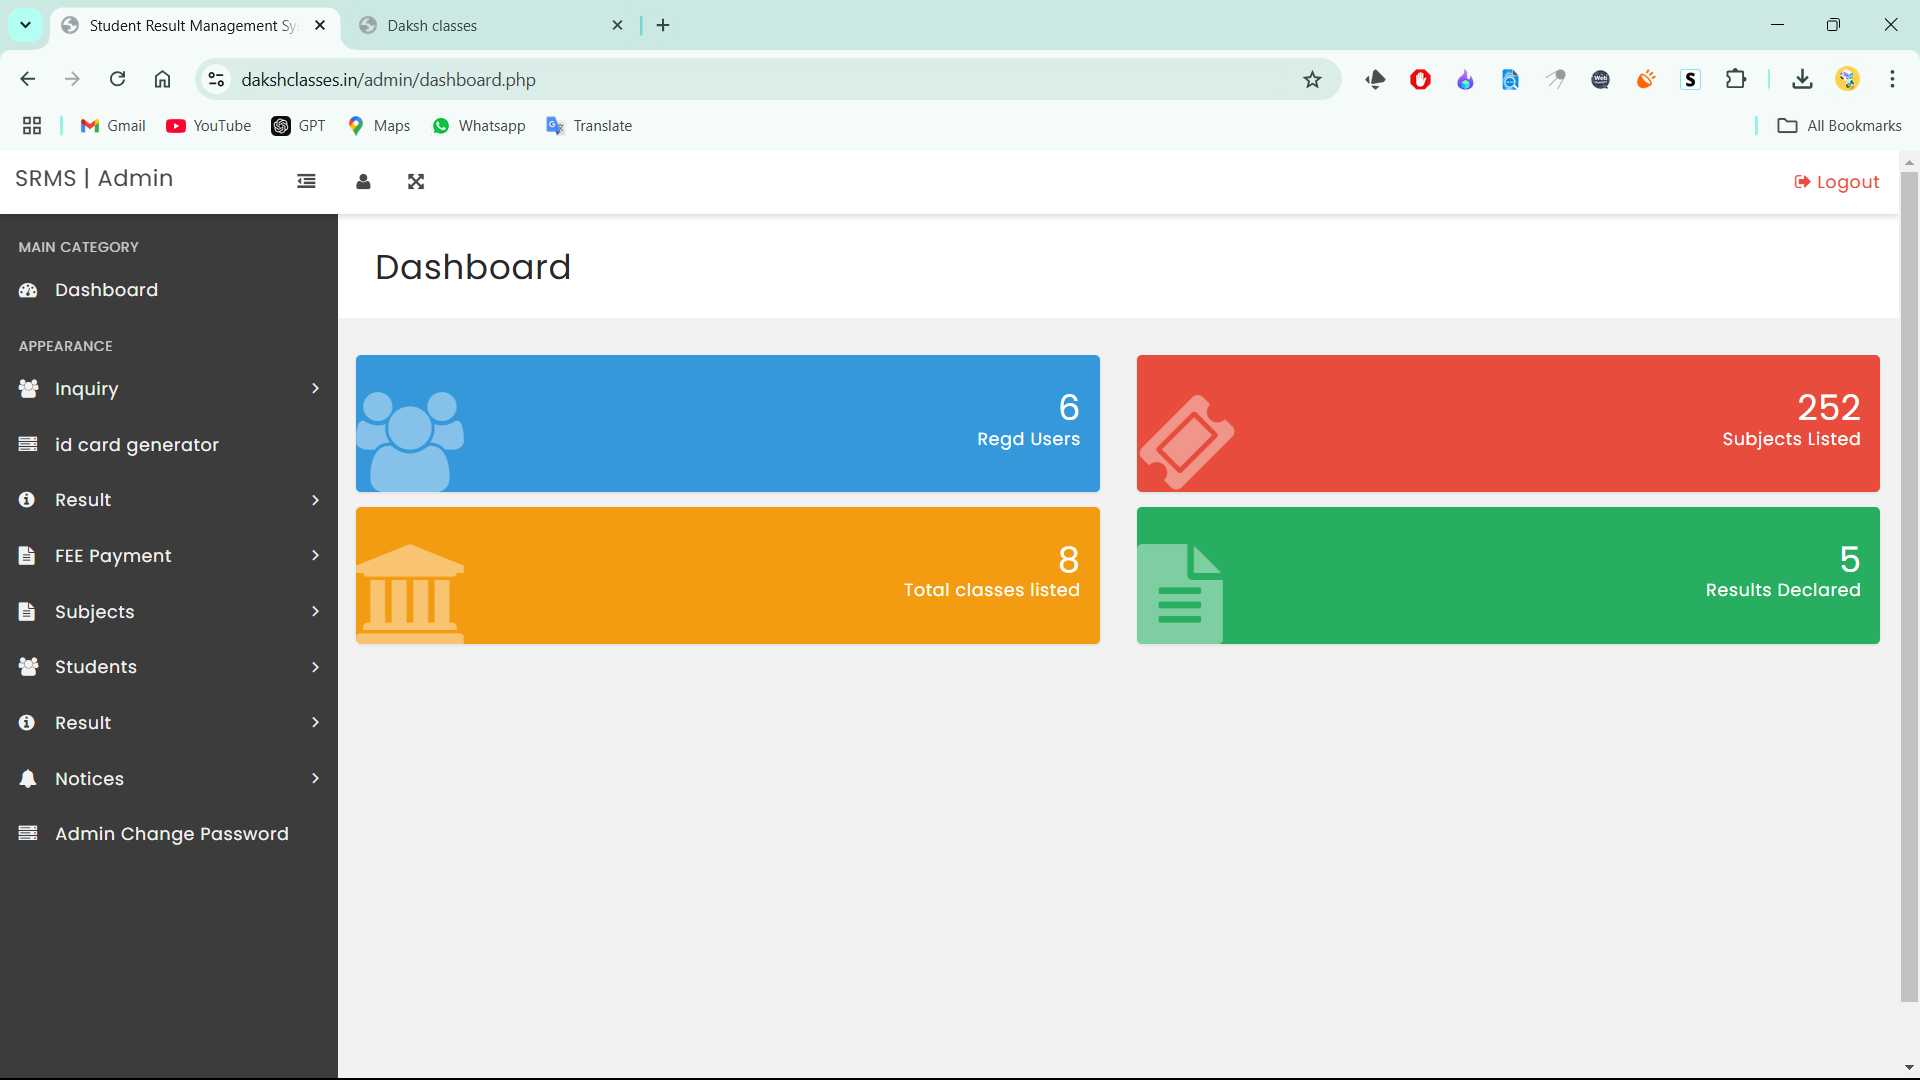 Student Result Management Sy
Daksh classes
dakshclasses.in/admin/dashboard.php
Gmail
YouTube
GPT
Maps
Whatsapp
Translate
All Bookmarks
SRMS | Admin
Logout
MAIN CATEGORY
Dashboard
APPEARANCE
Inquiry
id card generator
Result
FEE Payment
Subjects
Students
Result
Notices
Admin Change Password
Dashboard
6
Regd Users
252
Subjects Listed
8
Total classes listed
5
Results Declared